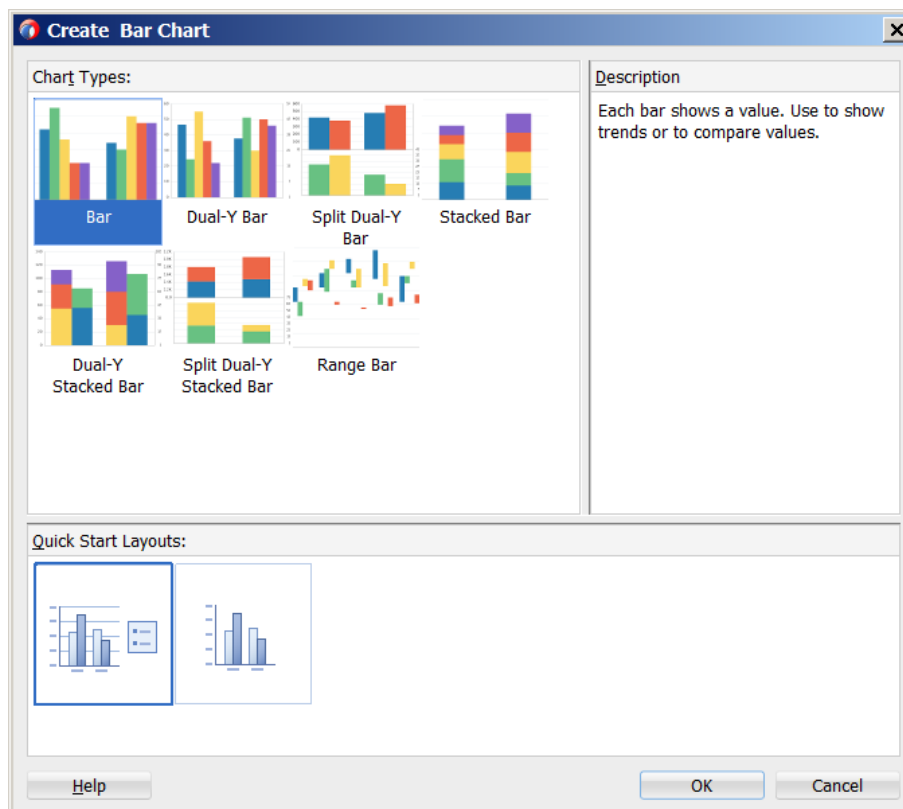 Create Bar Chart
Chart Types:
Bar
Dual-Y Bar
Split Dual-Y
Bar
Stacked Bar
Dual-Y
Stacked Bar
Split Dual-Y
Stacked Bar
Range Bar
Description
Each bar shows a value. Use to show
trends or to compare values.
Quick Start Layouts:
Help
OK
Cancel